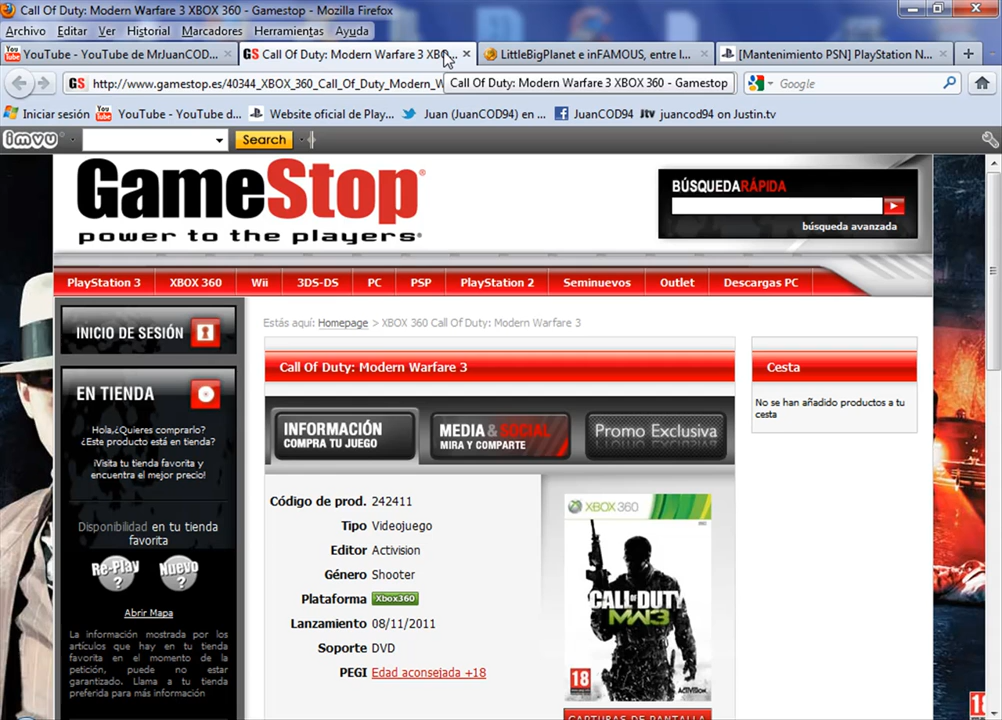 Call Of Duty: Modern Warfare 3 XBOX 360 - Gamestop - Mozilla Firefox
Archivo Editar Ver Historial Marcadores Herramientas Ayuda
YouTube - YouTube de MrJuanCOD... Call Of Duty: Modern Warfare 3 XBO... LittleBigPlanet e inFAMOUS, entre l... [Mantenimiento PSN] PlayStation N...
http://www.gamestop.es/40344_XBOX_360_Call_Of_Duty_Modern_W Call Of Duty: Modern Warfare 3 XBOX 360 - Gamestop Google
Iniciar sesión YouTube - YouTube d... Website oficial de Play... Juan (JuanCOD94) en ... JuanCOD94 jtv juancod94 on Justin.tv
imvu Search
GameStop
power to the players
BÚSQUEDA RÁPIDA
búsqueda avanzada
PlayStation 3 XBOX 360 Wii 3DS-DS PC PSP PlayStation 2 Seminuevos Outlet Descargas PC
INICIO DE SESIÓN
EN TIENDA
Hola,¿Quieres comprarlo?
¿Este producto está en tienda?
¡Visita tu tienda favorita y
encuentra el mejor precio!
Disponibilidad en tu tienda
favorita
Re-Play ? Nuevo ?
Abrir Mapa
La información mostrada por los
artículos que hay en tu tienda
favorita en el momento de la
petición, puede no estar
garantizado. Llama a tu tienda
preferida para más información
Estás aquí: Homepage > XBOX 360 Call Of Duty: Modern Warfare 3
Call Of Duty: Modern Warfare 3
INFORMACIÓN
COMPRA TU JUEGO
MEDIA & SOCIAL
MIRA Y COMPARTE
Promo Exclusiva
Código de prod. 242411
Tipo Videojuego
Editor Activision
Género Shooter
Plataforma Xbox360
Lanzamiento 08/11/2011
Soporte DVD
PEGI Edad aconsejada +18
XBOX 360
CALL OF DUTY
MW3
18
ACTIVISION
CAPTURAS DE PANTALLA
Cesta
No se han añadido productos a tu
cesta